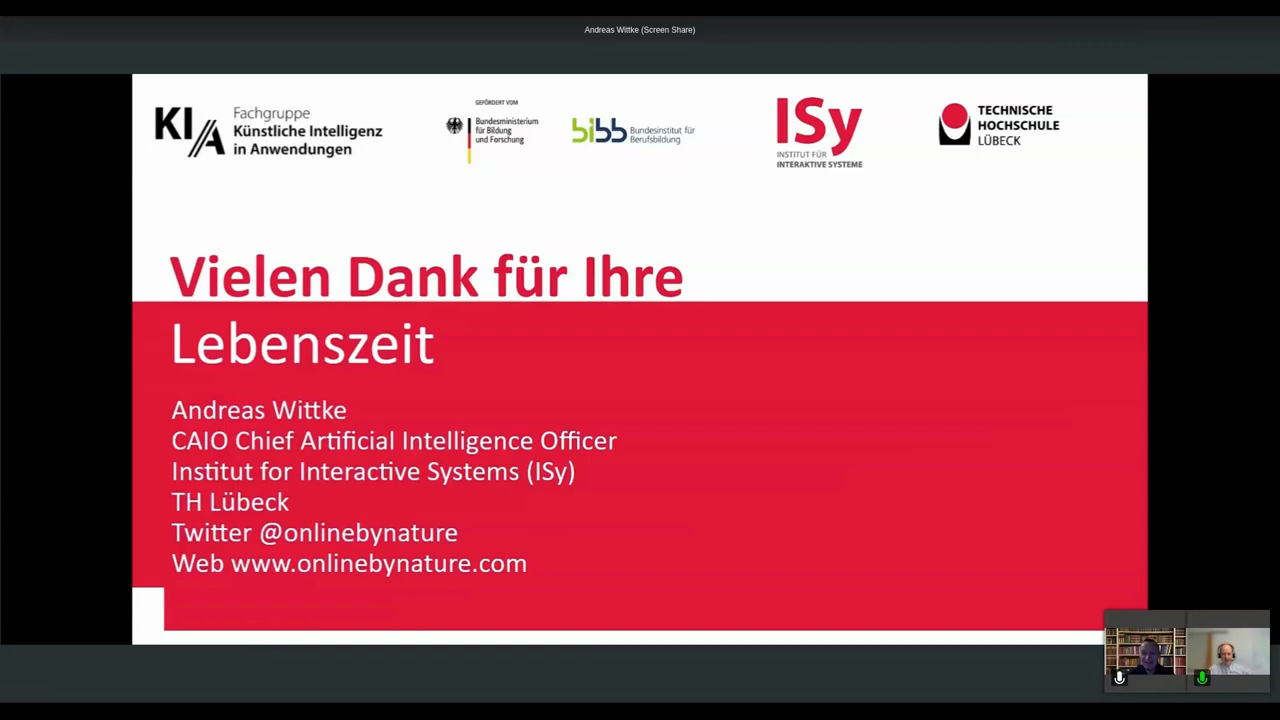 Andreas Wittke (Screen Share)
KI/A
Fachgruppe
Künstliche Intelligenz
in Anwendungen
GEFÖRDERT VOM
Bundesministerium
für Bildung
und Forschung
bibb Bundesinstitut für
Berufsbildung
ISy
INSTITUT FÜR
INTERAKTIVE SYSTEME
TECHNISCHE
HOCHSCHULE
LÜBECK
Vielen Dank für Ihre
Lebenszeit
Andreas Wittke
CAIO Chief Artificial Intelligence Officer
Institut for Interactive Systems (ISy)
TH Lübeck
Twitter @onlinebynature
Web www.onlinebynature.com